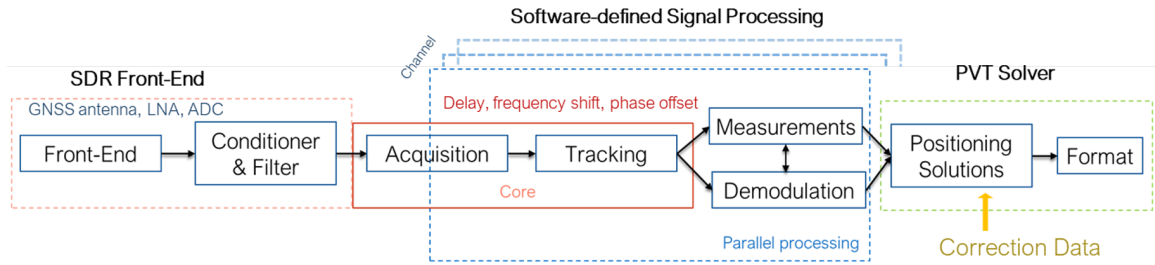 Software-defined Signal Processing
Channel
SDR Front-End
PVT Solver
GNSS antenna, LNA, ADC
Delay, frequency shift, phase offset
Front-End
Conditioner
& Filter
Acquisition
Tracking
Core
Measurements
Demodulation
Parallel processing
Positioning
Solutions
Format
Correction Data